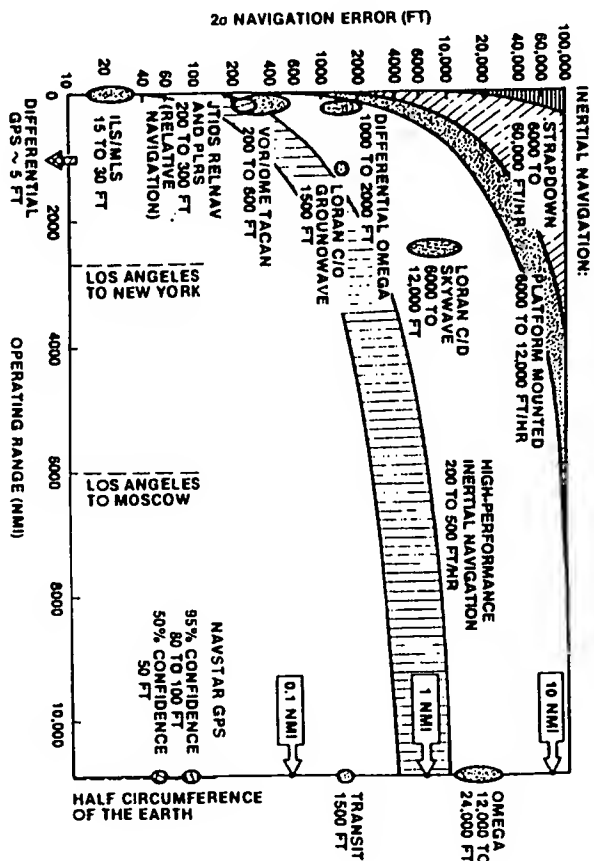 2σ NAVIGATION ERROR (FT)
10
20
40
60
100
200
400
600
1000
2000
4000
6000
10,000
20,000
40,000
60,000
100,000
INERTIAL NAVIGATION:
STRAPDOWN
6000 TO
60,000 FT/HR
PLATFORM MOUNTED
6000 TO 12,000 FT/HR
HIGH-PERFORMANCE
INERTIAL NAVIGATION
200 TO 500 FT/HR
10 NMI
1 NMI
0.1 NMI
OMEGA
12,000 TO
24,000 FT
LORAN C/D
SKYWAVE
6000 TO
12,000 FT
DIFFERENTIAL OMEGA
1000 TO 2000 FT
LORAN C/D
GROUNDWAVE
1500 FT
TRANSIT
1500 FT
VOR/DME TACAN
200 TO 600 FT
JTIDS RELNAV
AND PLRS
200 TO 300 FT
(RELATIVE
NAVIGATION)
ILS/MLS
15 TO 30 FT
DIFFERENTIAL
GPS ~ 5 FT
NAVSTAR GPS
95% CONFIDENCE
80 TO 100 FT
50% CONFIDENCE
50 FT
LOS ANGELES
TO NEW YORK
LOS ANGELES
TO MOSCOW
HALF CIRCUMFERENCE
OF THE EARTH
0
2000
4000
6000
8000
10,000
OPERATING RANGE (NMI)